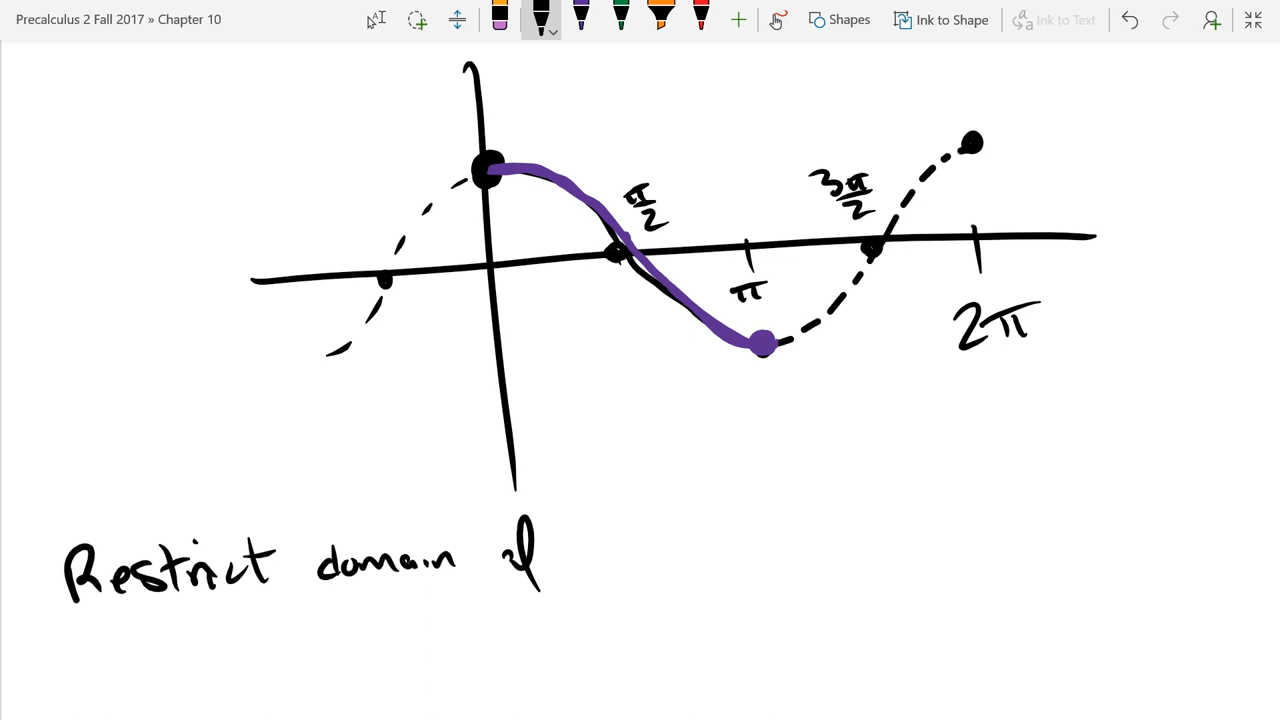 Precalculus 2 Fall 2017 » Chapter 10
Shapes
Ink to Shape
Ink to Text
π/2
3π/2
π
2π
Restrict domain of